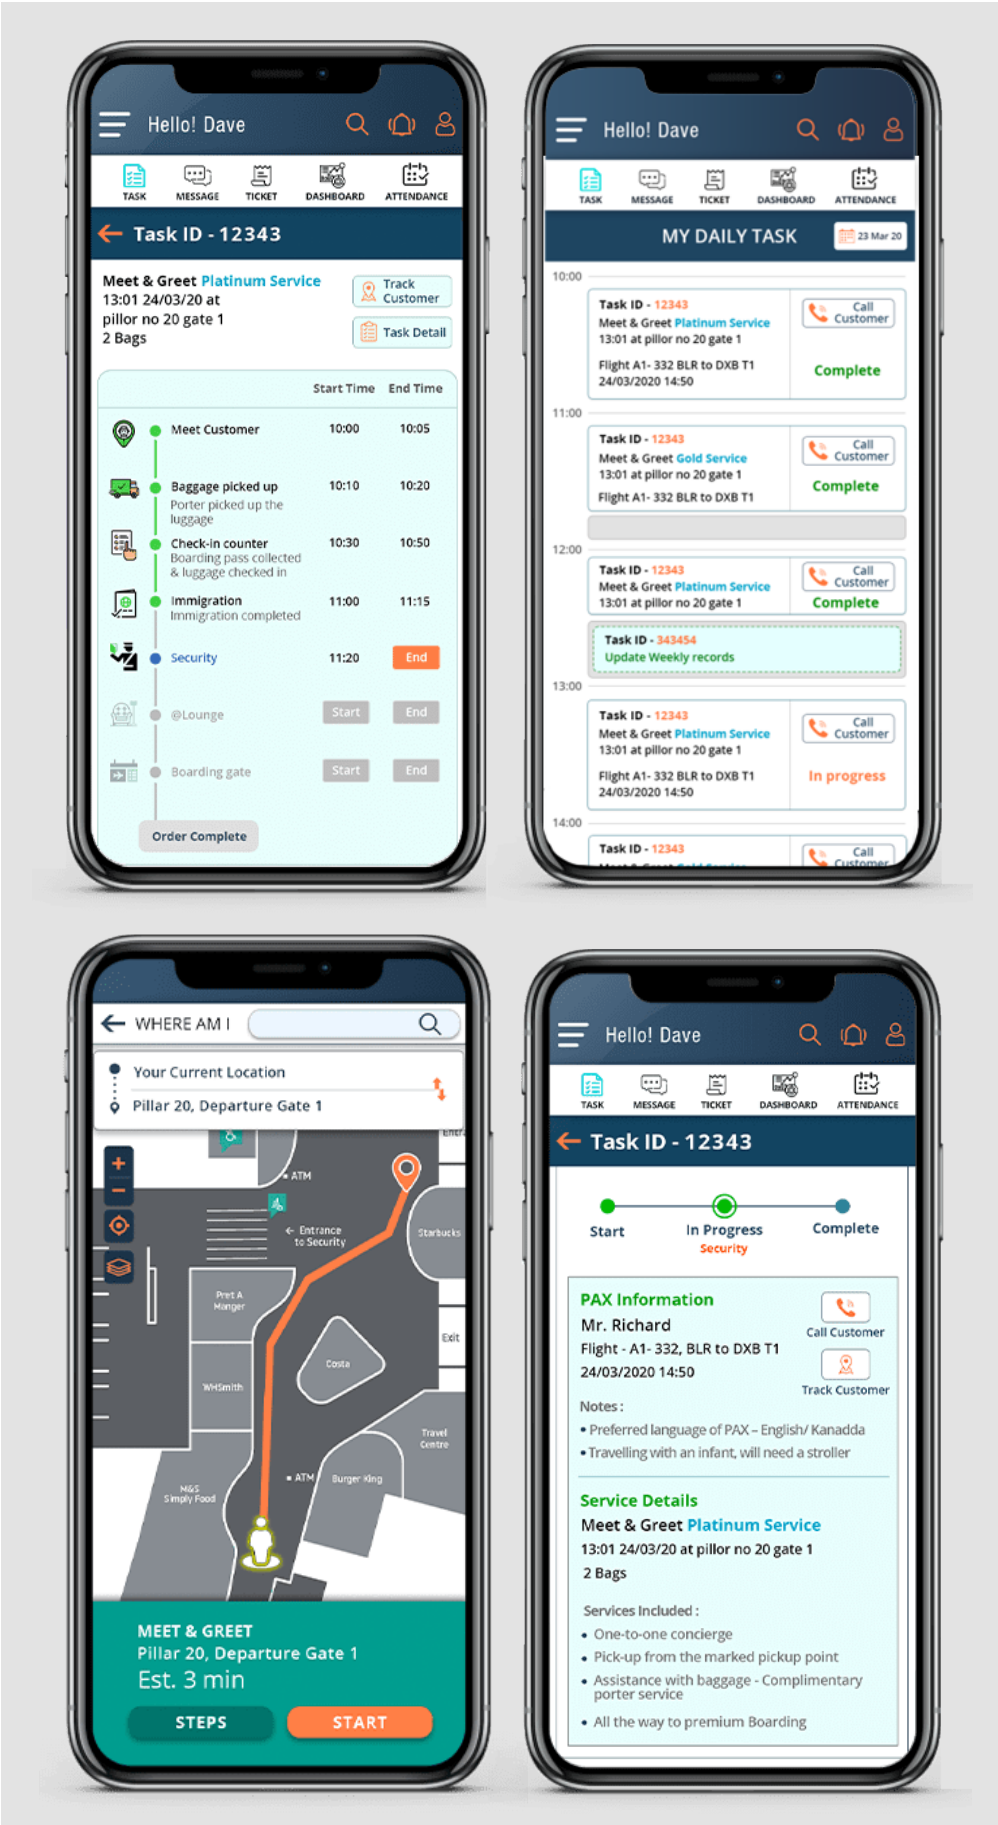 Hello! Dave
TASK
MESSAGE
TICKET
DASHBOARD
ATTENDANCE
Task ID - 12343
Meet & Greet Platinum Service
13:01 24/03/20 at
pillor no 20 gate 1
2 Bags
Track
Customer
Task Detail
Start Time End Time
Meet Customer 10:00 10:05
Baggage picked up 10:10 10:20
Porter picked up the
luggage
Check-in counter 10:30 10:50
Boarding pass collected
& luggage checked in
Immigration 11:00 11:15
Immigration completed
Security 11:20 End
@Lounge Start End
Boarding gate Start End
Order Complete
Hello! Dave
TASK
MESSAGE
TICKET
DASHBOARD
ATTENDANCE
MY DAILY TASK
23 Mar 20
10:00
Task ID - 12343
Meet & Greet Platinum Service
13:01 at pillor no 20 gate 1
Flight A1- 332 BLR to DXB T1
24/03/2020 14:50
Call
Customer
Complete
11:00
Task ID - 12343
Meet & Greet Gold Service
13:01 at pillor no 20 gate 1
Flight A1- 332 BLR to DXB T1
Call
Customer
Complete
12:00
Task ID - 12343
Meet & Greet Platinum Service
13:01 at pillor no 20 gate 1
Call
Customer
Complete
Task ID - 343454
Update Weekly records
13:00
Task ID - 12343
Meet & Greet Platinum Service
13:01 at pillor no 20 gate 1
Flight A1- 332 BLR to DXB T1
24/03/2020 14:50
Call
Customer
In progress
14:00
Task ID - 12343
Meet & Greet Gold Service
Call
Customer
WHERE AM I
Your Current Location
Pillar 20, Departure Gate 1
ATM
← Entrance
to Security
Starbucks
Pret A
Manger
Exit
Costa
WHSmith
Travel
Centre
ATM
Burger King
M&S
Simply Food
MEET & GREET
Pillar 20, Departure Gate 1
Est. 3 min
STEPS
START
Hello! Dave
TASK
MESSAGE
TICKET
DASHBOARD
ATTENDANCE
Task ID - 12343
Start
In Progress
Security
Complete
PAX Information
Mr. Richard
Flight - A1- 332, BLR to DXB T1
24/03/2020 14:50
Call Customer
Track Customer
Notes :
• Preferred language of PAX – English/ Kanadda
• Travelling with an infant, will need a stroller
Service Details
Meet & Greet Platinum Service
13:01 24/03/20 at pillor no 20 gate 1
2 Bags
Services Included :
• One-to-one concierge
• Pick-up from the marked pickup point
• Assistance with baggage - Complimentary
porter service
• All the way to premium Boarding